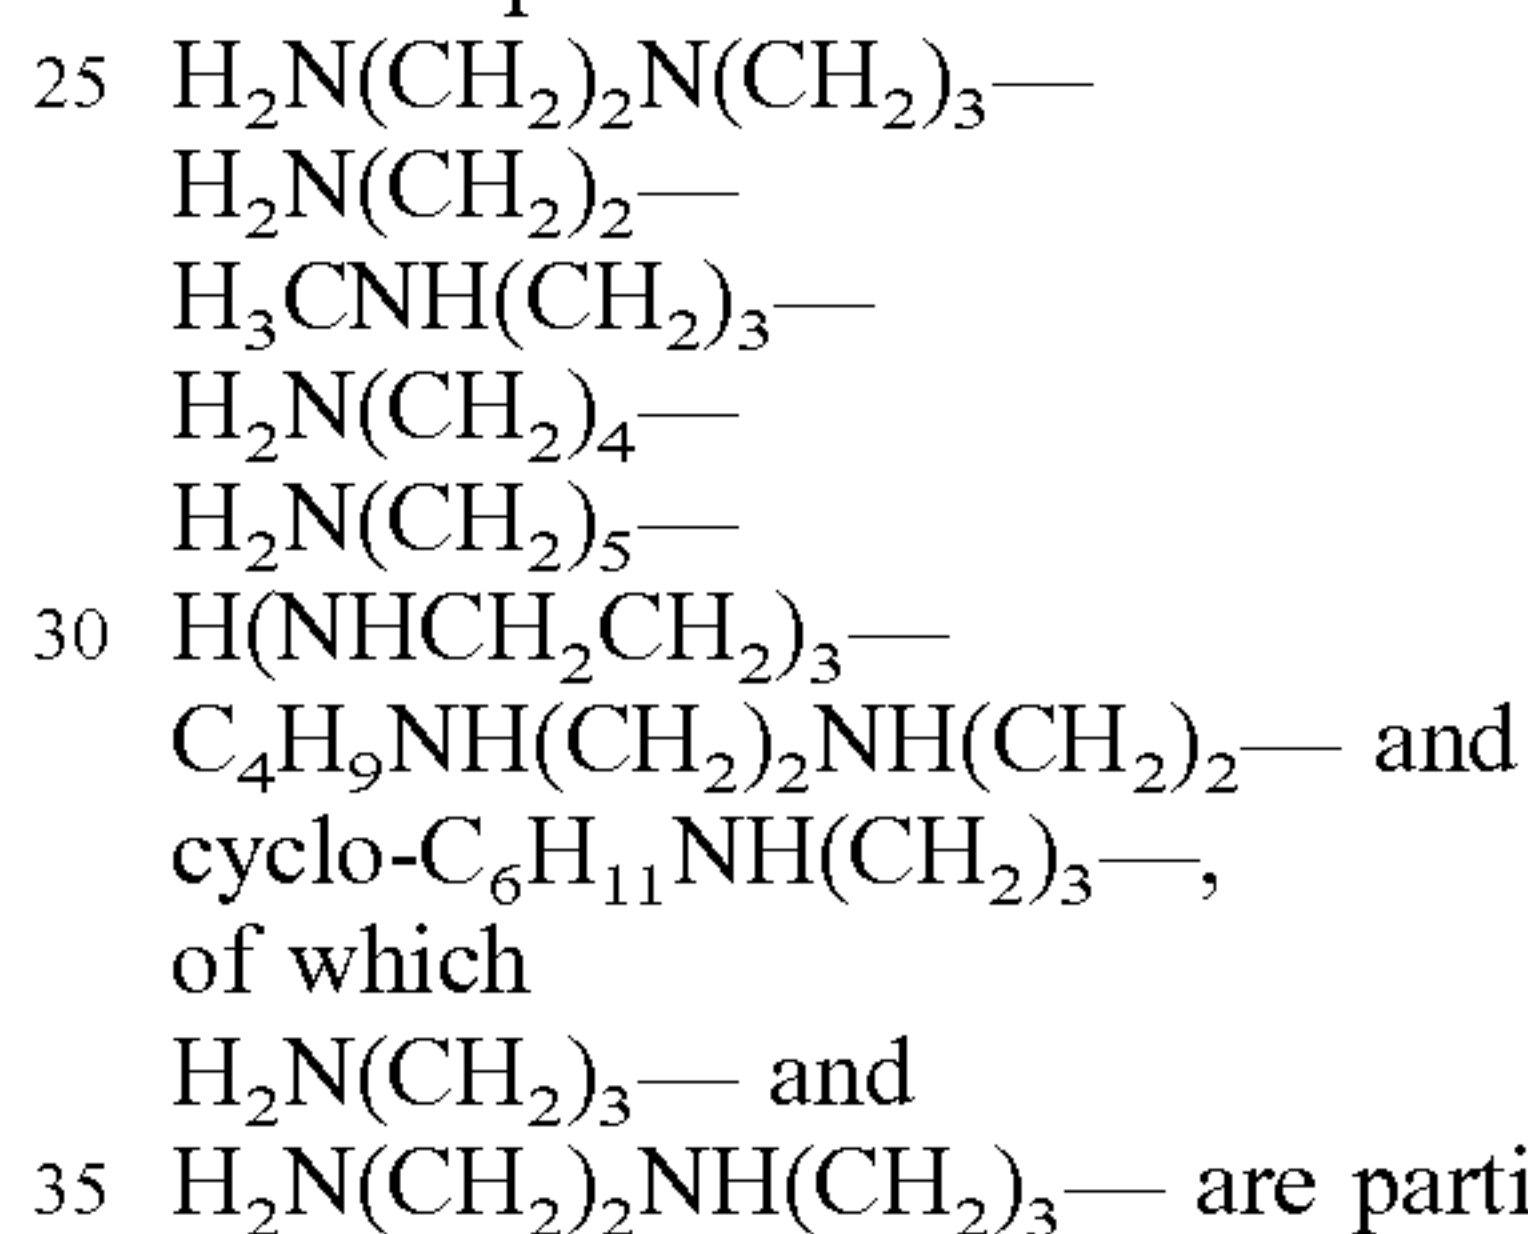 25 H₂N(CH₂)₂N(CH₂)₃—
H₂N(CH₂)₂—
H₃CNH(CH₂)₃—
H₂N(CH₂)₄—
H₂N(CH₂)₅—
30 H(NHCH₂CH₂)₃—
C₄H₉NH(CH₂)₂NH(CH₂)₂— and
cyclo-C₆H₁₁NH(CH₂)₃—,
of which
H₂N(CH₂)₃— and
35 H₂N(CH₂)₂NH(CH₂)₃— are parti